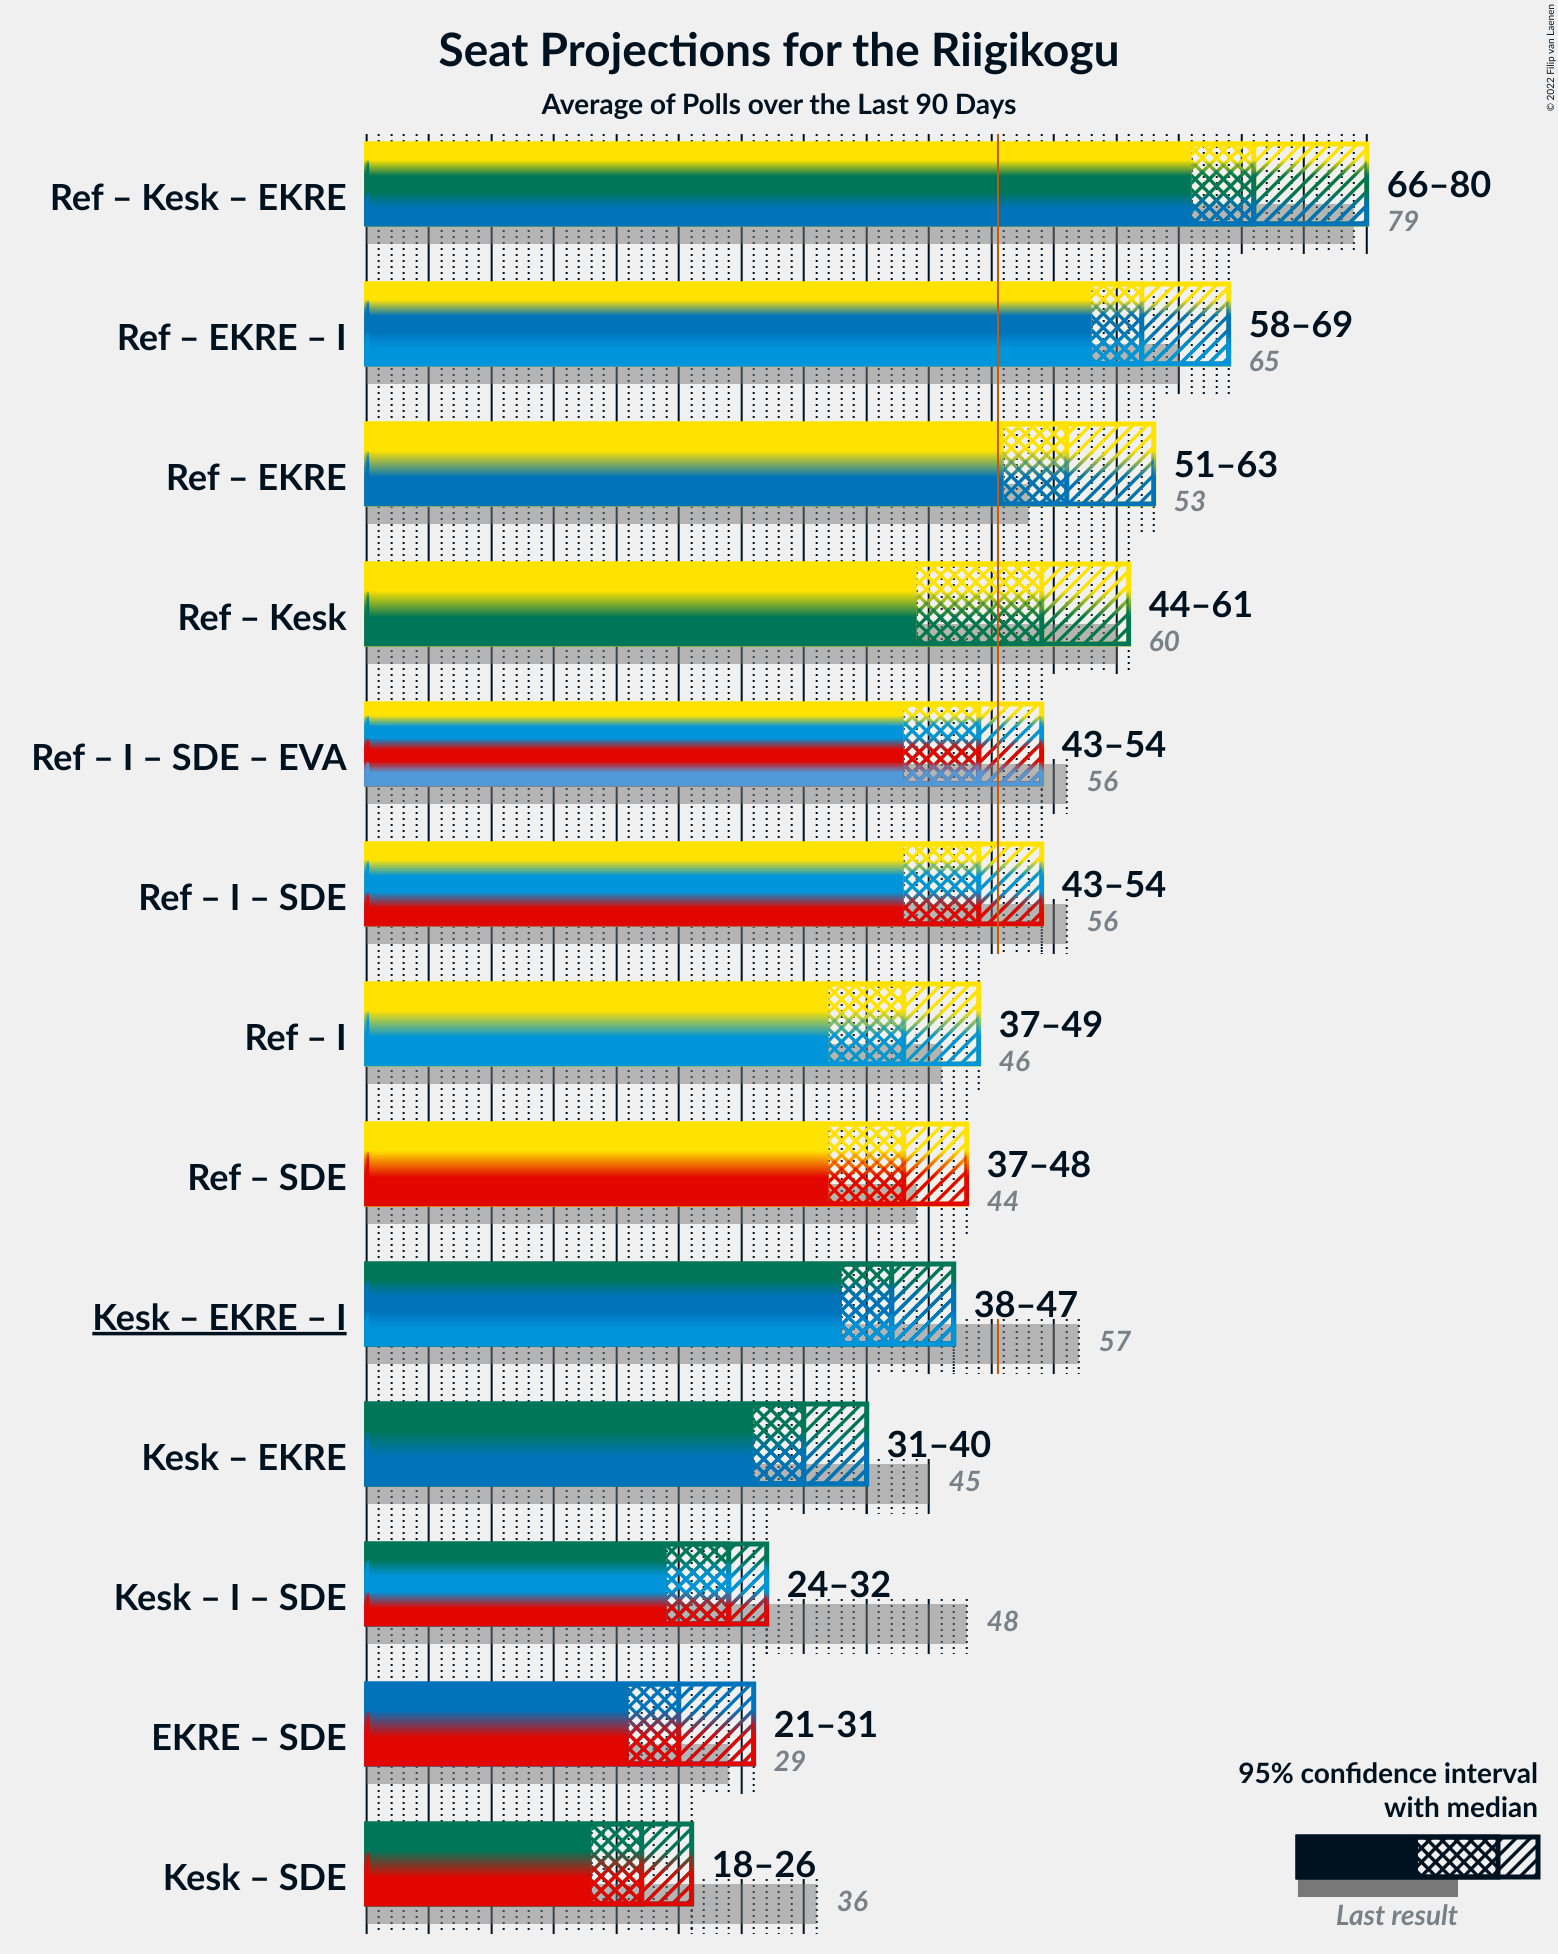 Seat Projections for the Riigikogu
Average of Polls over the Last 90 Days
© 2022 Filip van Laenen
Ref – Kesk – EKRE
66–80
79
Ref – EKRE – I
58–69
65
Ref – EKRE
51–63
53
Ref – Kesk
44–61
60
Ref – I – SDE – EVA
43–54
56
Ref – I – SDE
43–54
56
Ref – I
37–49
46
Ref – SDE
37–48
44
Kesk – EKRE – I
38–47
57
Kesk – EKRE
31–40
45
Kesk – I – SDE
24–32
48
EKRE – SDE
21–31
29
Kesk – SDE
18–26
36
95% confidence interval
with median
Last result